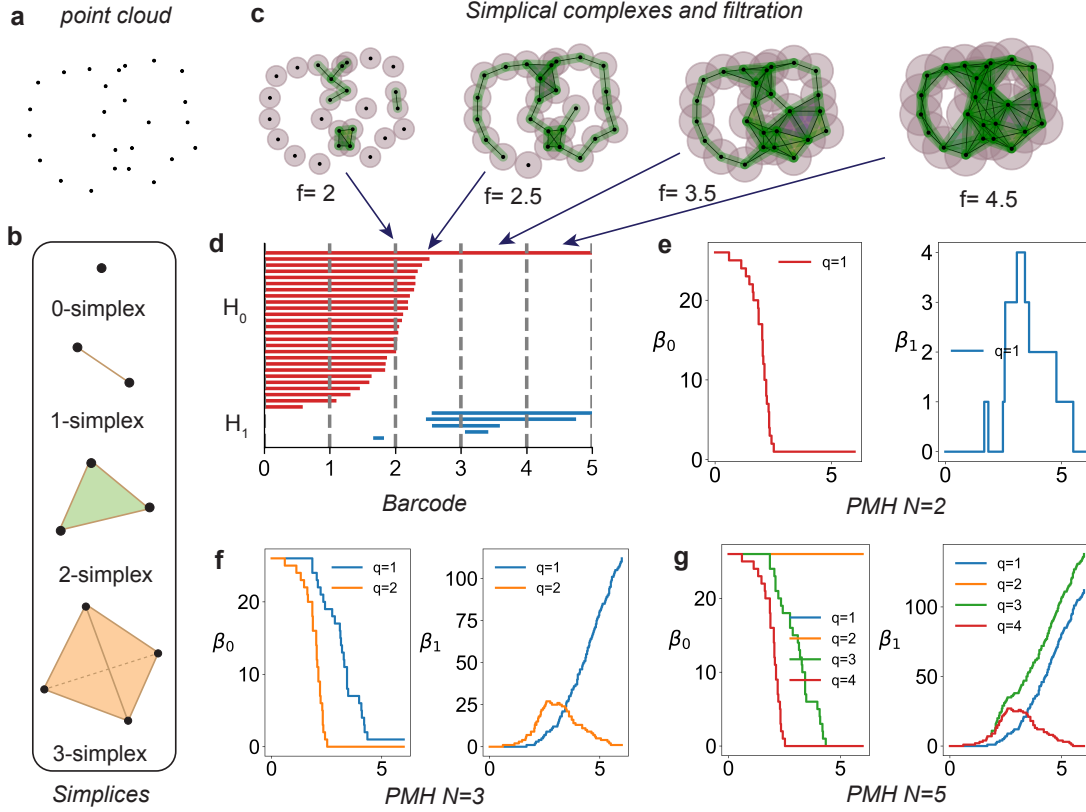 a
point cloud
c
Simplical complexes and filtration
f= 2
f= 2.5
f= 3.5
f= 4.5
b
0-simplex
1-simplex
2-simplex
3-simplex
Simplices
d
H0
H1
0 1 2 3 4 5
Barcode
e
q=1
20
10
0
β0
0 5
4
3
2
1
0
β1
q=1
0 5
PMH N=2
f
q=1
q=2
20
10
0
β0
0 5
q=1
q=2
100
75
50
25
0
β1
0 5
PMH N=3
g
q=1
q=2
q=3
q=4
20
10
0
β0
0 5
q=1
q=2
q=3
q=4
100
50
0
β1
0 5
PMH N=5